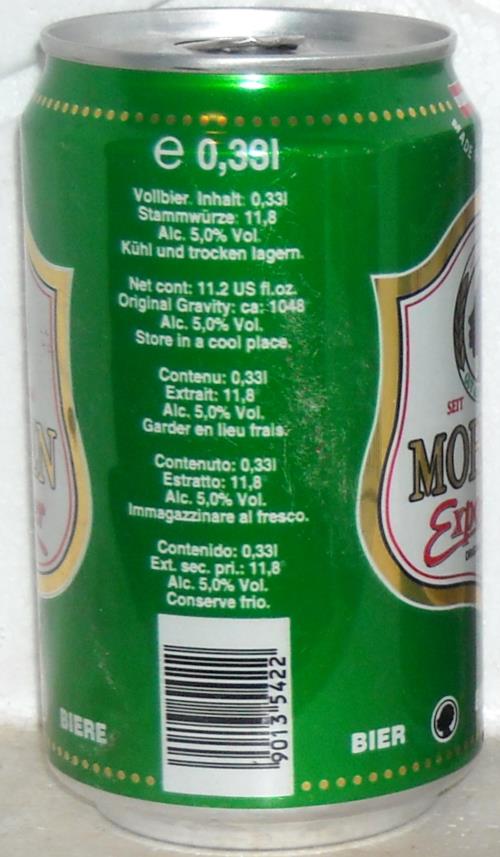 e 0,33l
Vollbier. Inhalt: 0,33l
Stammwürze: 11,8
Alc. 5,0% Vol.
Kühl und trocken lagern.
Net cont: 11.2 US fl.oz.
Original Gravity: ca: 1048
Alc. 5,0% Vol.
Store in a cool place.
Contenu: 0,33l
Extrait: 11,8
Alc. 5,0% Vol.
Garder en lieu frais.
Contenuto: 0,33l
Estratto: 11,8
Alc. 5,0% Vol.
Immagazzinare al fresco.
Contenido: 0,33l
Ext. sec. pri.: 11,8
Alc. 5,0% Vol.
Conserve frio.
90135422
BIERE
BIER
MADE
SEIT
MOH
Exp
N